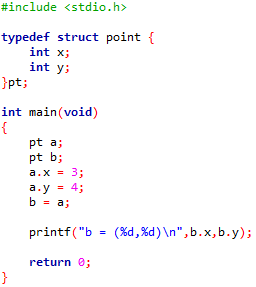 #include <stdio.h>

typedef struct point {
    int x;
    int y;
}pt;

int main(void)
{
    pt a;
    pt b;
    a.x = 3;
    a.y = 4;
    b = a;

    printf("b = (%d,%d)\n",b.x,b.y);

    return 0;
}